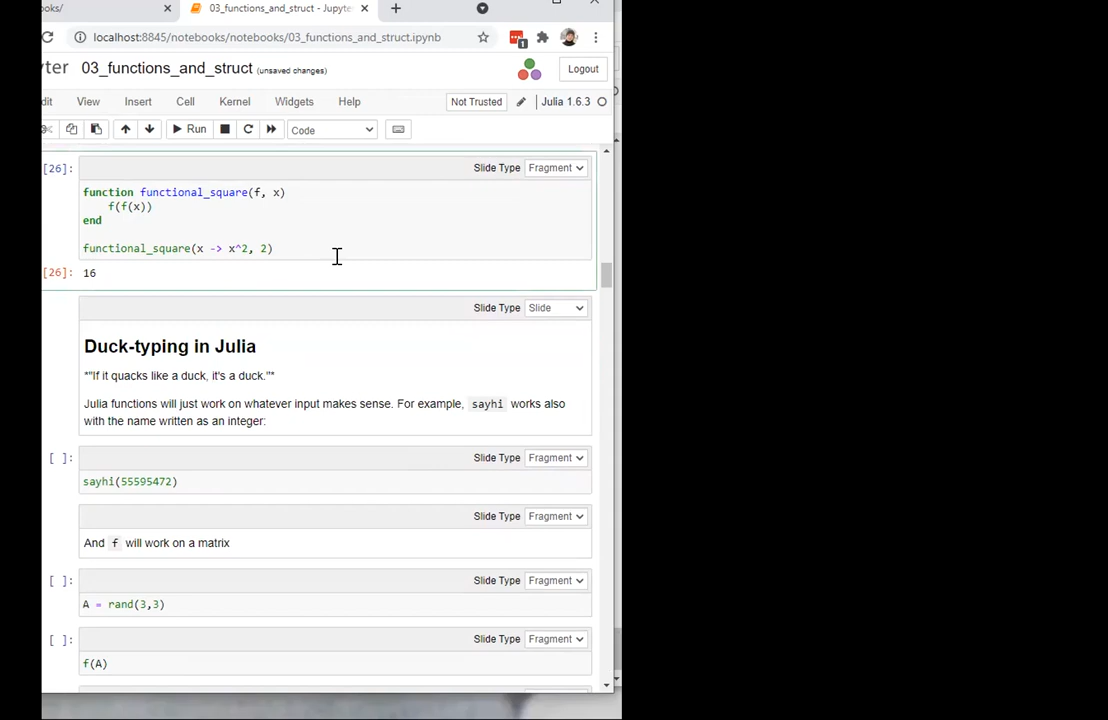 ooks/
03_functions_and_struct - Jupyte
localhost:8845/notebooks/notebooks/03_functions_and_struct.ipynb
1
yter 03_functions_and_struct (unsaved changes)
Logout
dit View Insert Cell Kernel Widgets Help
Not Trusted
Julia 1.6.3
Run
Code
[26]:
Slide Type Fragment
function functional_square(f, x)
f(f(x))
end
functional_square(x -> x^2, 2)
[26]: 16
Slide Type Slide
Duck-typing in Julia
*"If it quacks like a duck, it's a duck."*
Julia functions will just work on whatever input makes sense. For example, sayhi works also
with the name written as an integer:
[ ]:
Slide Type Fragment
sayhi(55595472)
Slide Type Fragment
And f will work on a matrix
[ ]:
Slide Type Fragment
A = rand(3,3)
[ ]:
Slide Type Fragment
f(A)